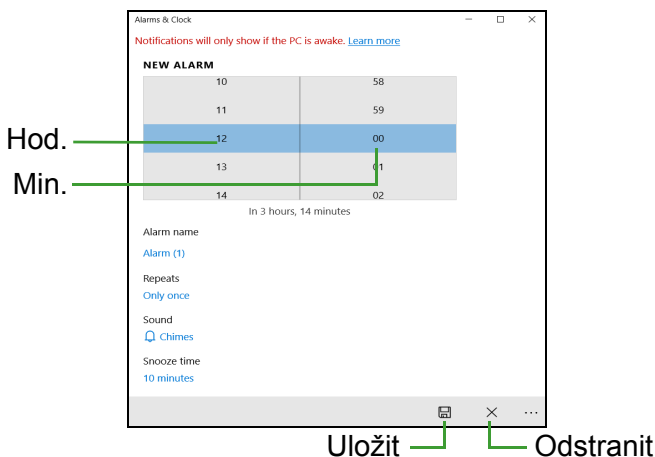 Alarms & Clock
Notifications will only show if the PC is awake. Learn more
NEW ALARM
10 58
11 59
Hod. 12 00
Min. 13 01
14 02
In 3 hours, 14 minutes
Alarm name
Alarm (1)
Repeats
Only once
Sound
Chimes
Snooze time
10 minutes
Uložit Odstranit